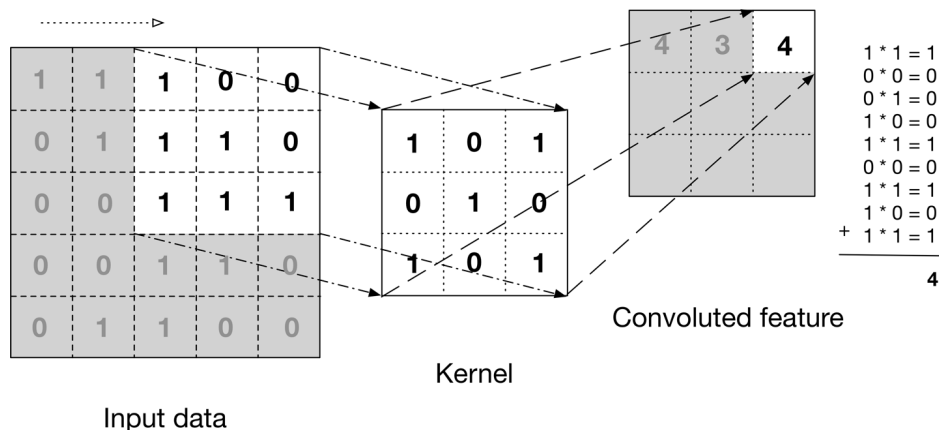 1 1 1 0 0
0 1 1 1 0
0 0 1 1 1
0 0 1 1 0
0 1 1 0 0
Input data
1 0 1
0 1 0
1 0 1
Kernel
4 3 4
Convoluted feature
1 * 1 = 1
0 * 0 = 0
0 * 1 = 0
1 * 0 = 0
1 * 1 = 1
0 * 0 = 0
1 * 1 = 1
1 * 0 = 0
+ 1 * 1 = 1
4